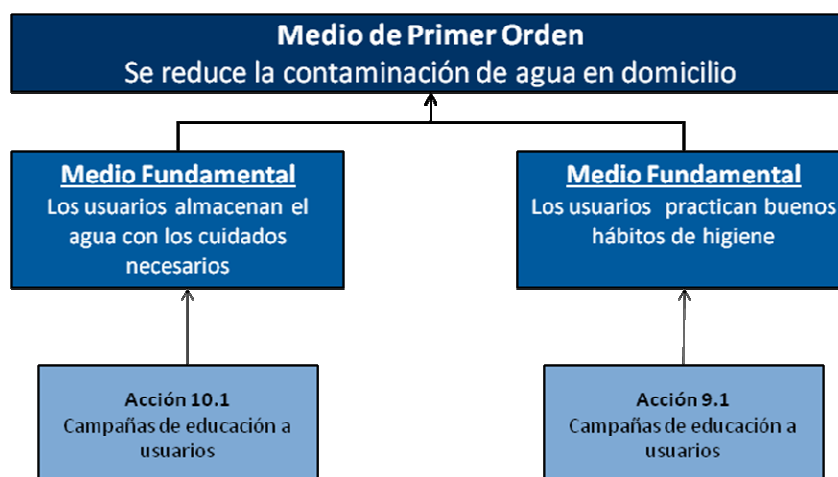 Medio de Primer Orden
Se reduce la contaminación de agua en domicilio
Medio Fundamental
Los usuarios almacenan el
agua con los cuidados
necesarios
Medio Fundamental
Los usuarios practican buenos
hábitos de higiene
Acción 10.1
Campañas de educación a
usuarios
Acción 9.1
Campañas de educación a
usuarios